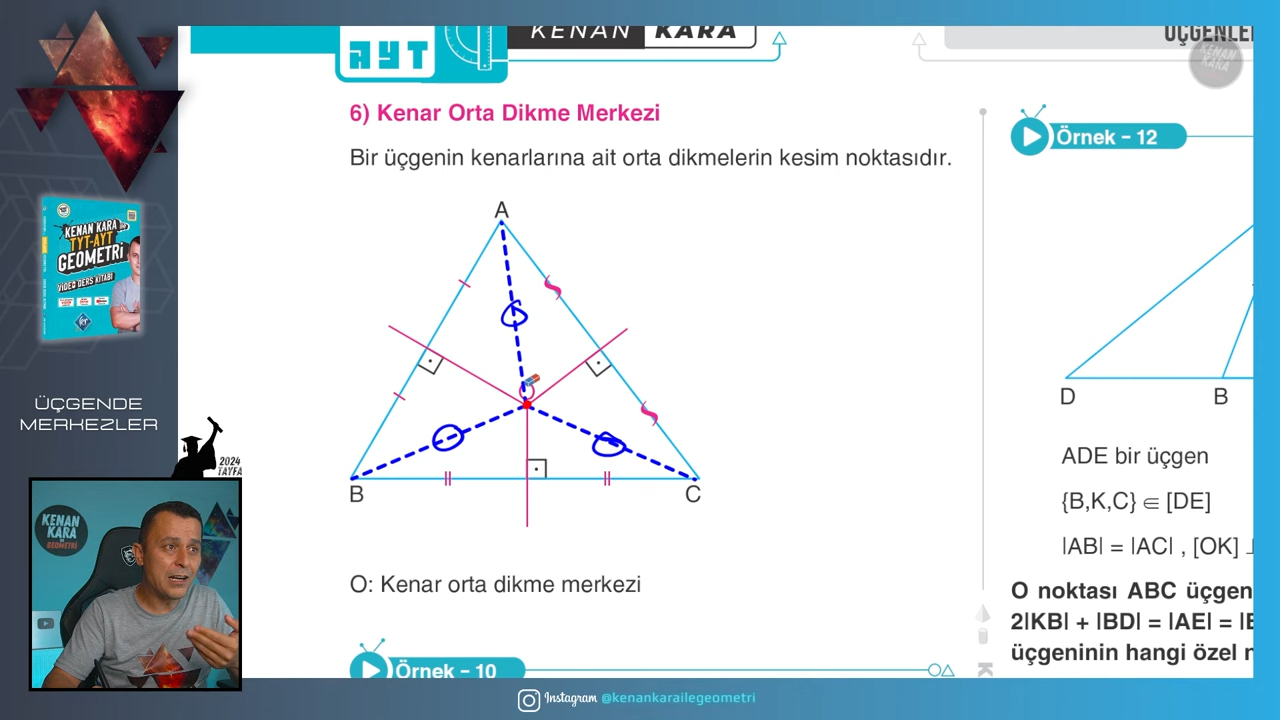 AYT
KENAN KARA
ÜÇGENLE
KENAN
KARA
6) Kenar Orta Dikme Merkezi
Bir üçgenin kenarlarına ait orta dikmelerin kesim noktasıdır.
A
O
B
C
O: Kenar orta dikme merkezi
Örnek - 10
Örnek - 12
D
B
ADE bir üçgen
{B,K,C} ∈ [DE]
|AB| = |AC| , [OK] ⊥
O noktası ABC üçgen
2|KB| + |BD| = |AE| = |E
üçgeninin hangi özel n
K
KENAN KARA
TYT-AYT
GEOMETRİ
VİDEO DERS KİTABI
ÜÇGENDE
MERKEZLER
2024
TAYFA
KENAN
KARA
GEOMETRİ
Instagram @kenankarailegeometri